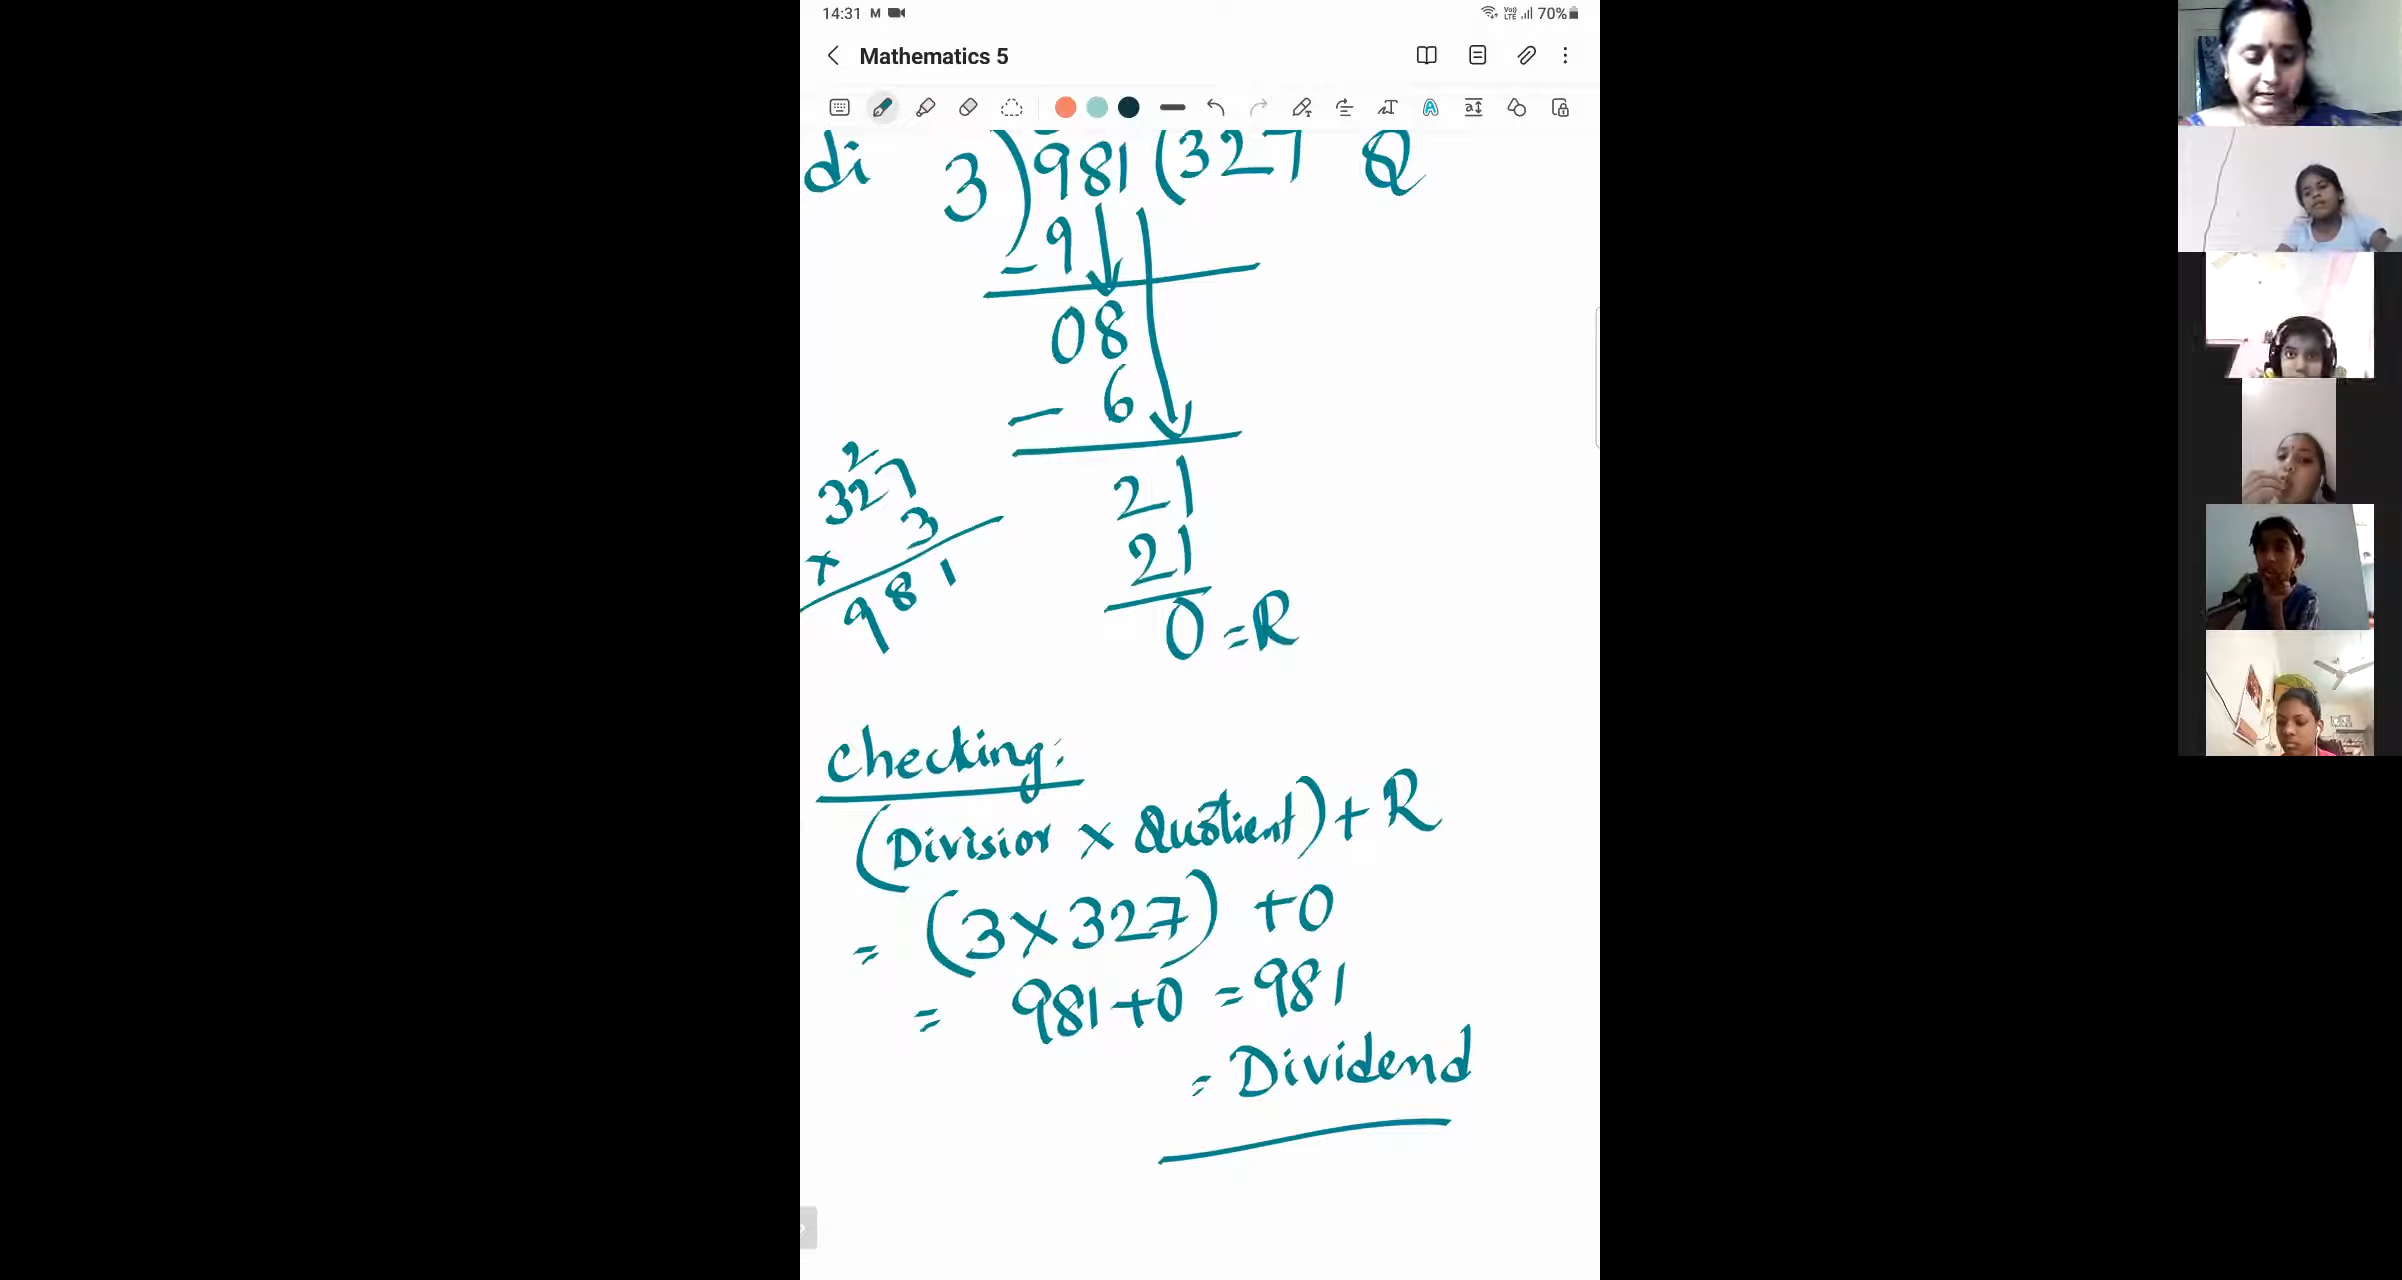 14:31 M 70%
Mathematics 5
di 3)981(327 Q
-9
08
-6
21
21
0=R
2
327
x 3
981
Checking:
(Division x Quotient)+R
= (3x327) +0
= 981+0 =981
= Dividend